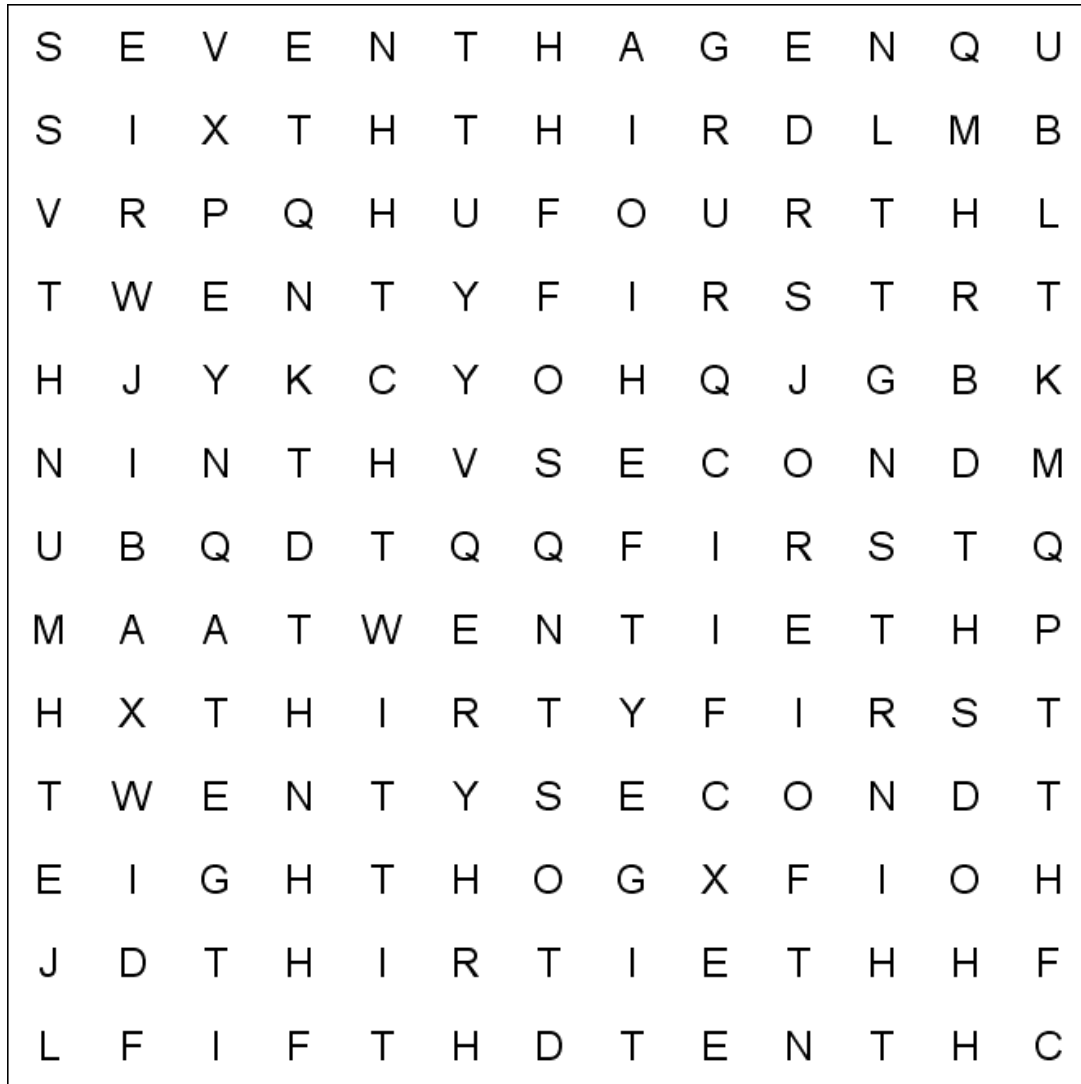 S E V E N T H A G E N Q U
S I X T H T H I R D L M B
V R P Q H U F O U R T H L
T W E N T Y F I R S T R T
H J Y K C Y O H Q J G B K
N I N T H V S E C O N D M
U B Q D T Q Q F I R S T Q
M A A T W E N T I E T H P
H X T H I R T Y F I R S T
T W E N T Y S E C O N D T
E I G H T H O G X F I O H
J D T H I R T I E T H H F
L F I F T H D T E N T H C